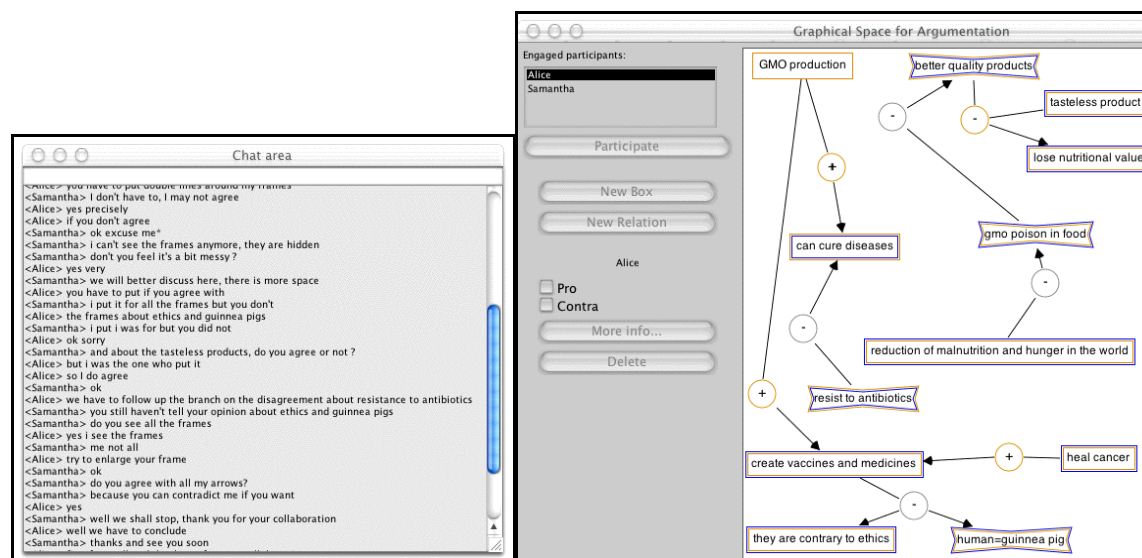 Chat area
<Alice> you have to put double lines around my frames
<Samantha> I don't have to, I may not agree
<Alice> yes precisely
<Alice> if you don't agree
<Samantha> ok excuse me*
<Samantha> i can't see the frames anymore, they are hidden
<Samantha> don't you feel it's a bit messy ?
<Alice> yes very
<Samantha> we will better discuss here, there is more space
<Alice> you have to put if you agree with
<Samantha> i put it for all the frames but you don't
<Alice> the frames about ethics and guinnea pigs
<Samantha> i put i was for but you did not
<Alice> ok sorry
<Samantha> and about the tasteless products, do you agree or not ?
<Alice> but i was the one who put it
<Alice> so I do agree
<Samantha> ok
<Alice> we have to follow up the branch on the disagreement about resistance to antibiotics
<Samantha> you still haven't tell your opinion about ethics and guinnea pigs
<Samantha> do you see all the frames
<Alice> yes i see the frames
<Samantha> me not all
<Alice> try to enlarge your frame
<Samantha> ok
<Samantha> do you agree with all my arrows?
<Samantha> because you can contradict me if you want
<Alice> yes
<Samantha> well we shall stop, thank you for your collaboration
<Alice> well we have to conclude
<Samantha> thanks and see you soon
Graphical Space for Argumentation
Engaged participants:
Alice
Samantha
Participate
New Box
New Relation
Alice
Pro
Contra
More info...
Delete
GMO production
better quality products
-
-
tasteless product
lose nutritional value
+
can cure diseases
gmo poison in food
-
-
reduction of malnutrition and hunger in the world
+
resist to antibiotics
create vaccines and medicines
+
heal cancer
-
they are contrary to ethics
human=guinnea pig